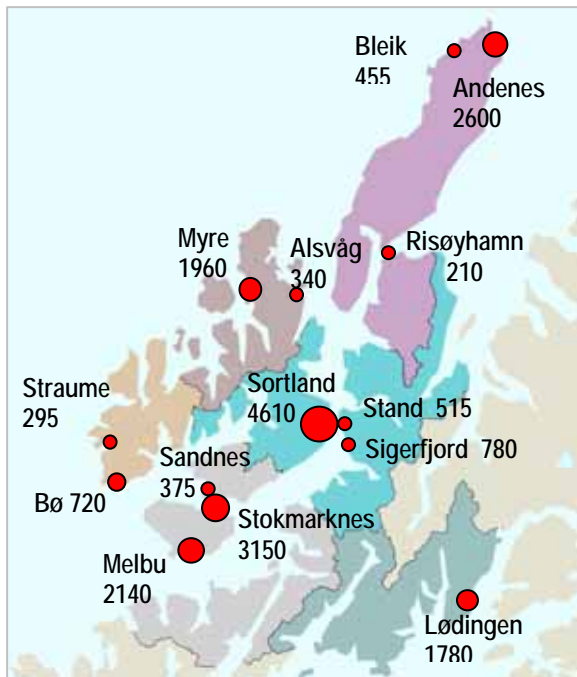 Bleik
455
Andenes
2600
Myre
1960
Alsvåg
340
Risøyhamn
210
Straume
295
Sortland
4610
Stand 515
Sigerfjord 780
Sandnes
375
Bø 720
Stokmarknes
3150
Melbu
2140
Lødingen
1780